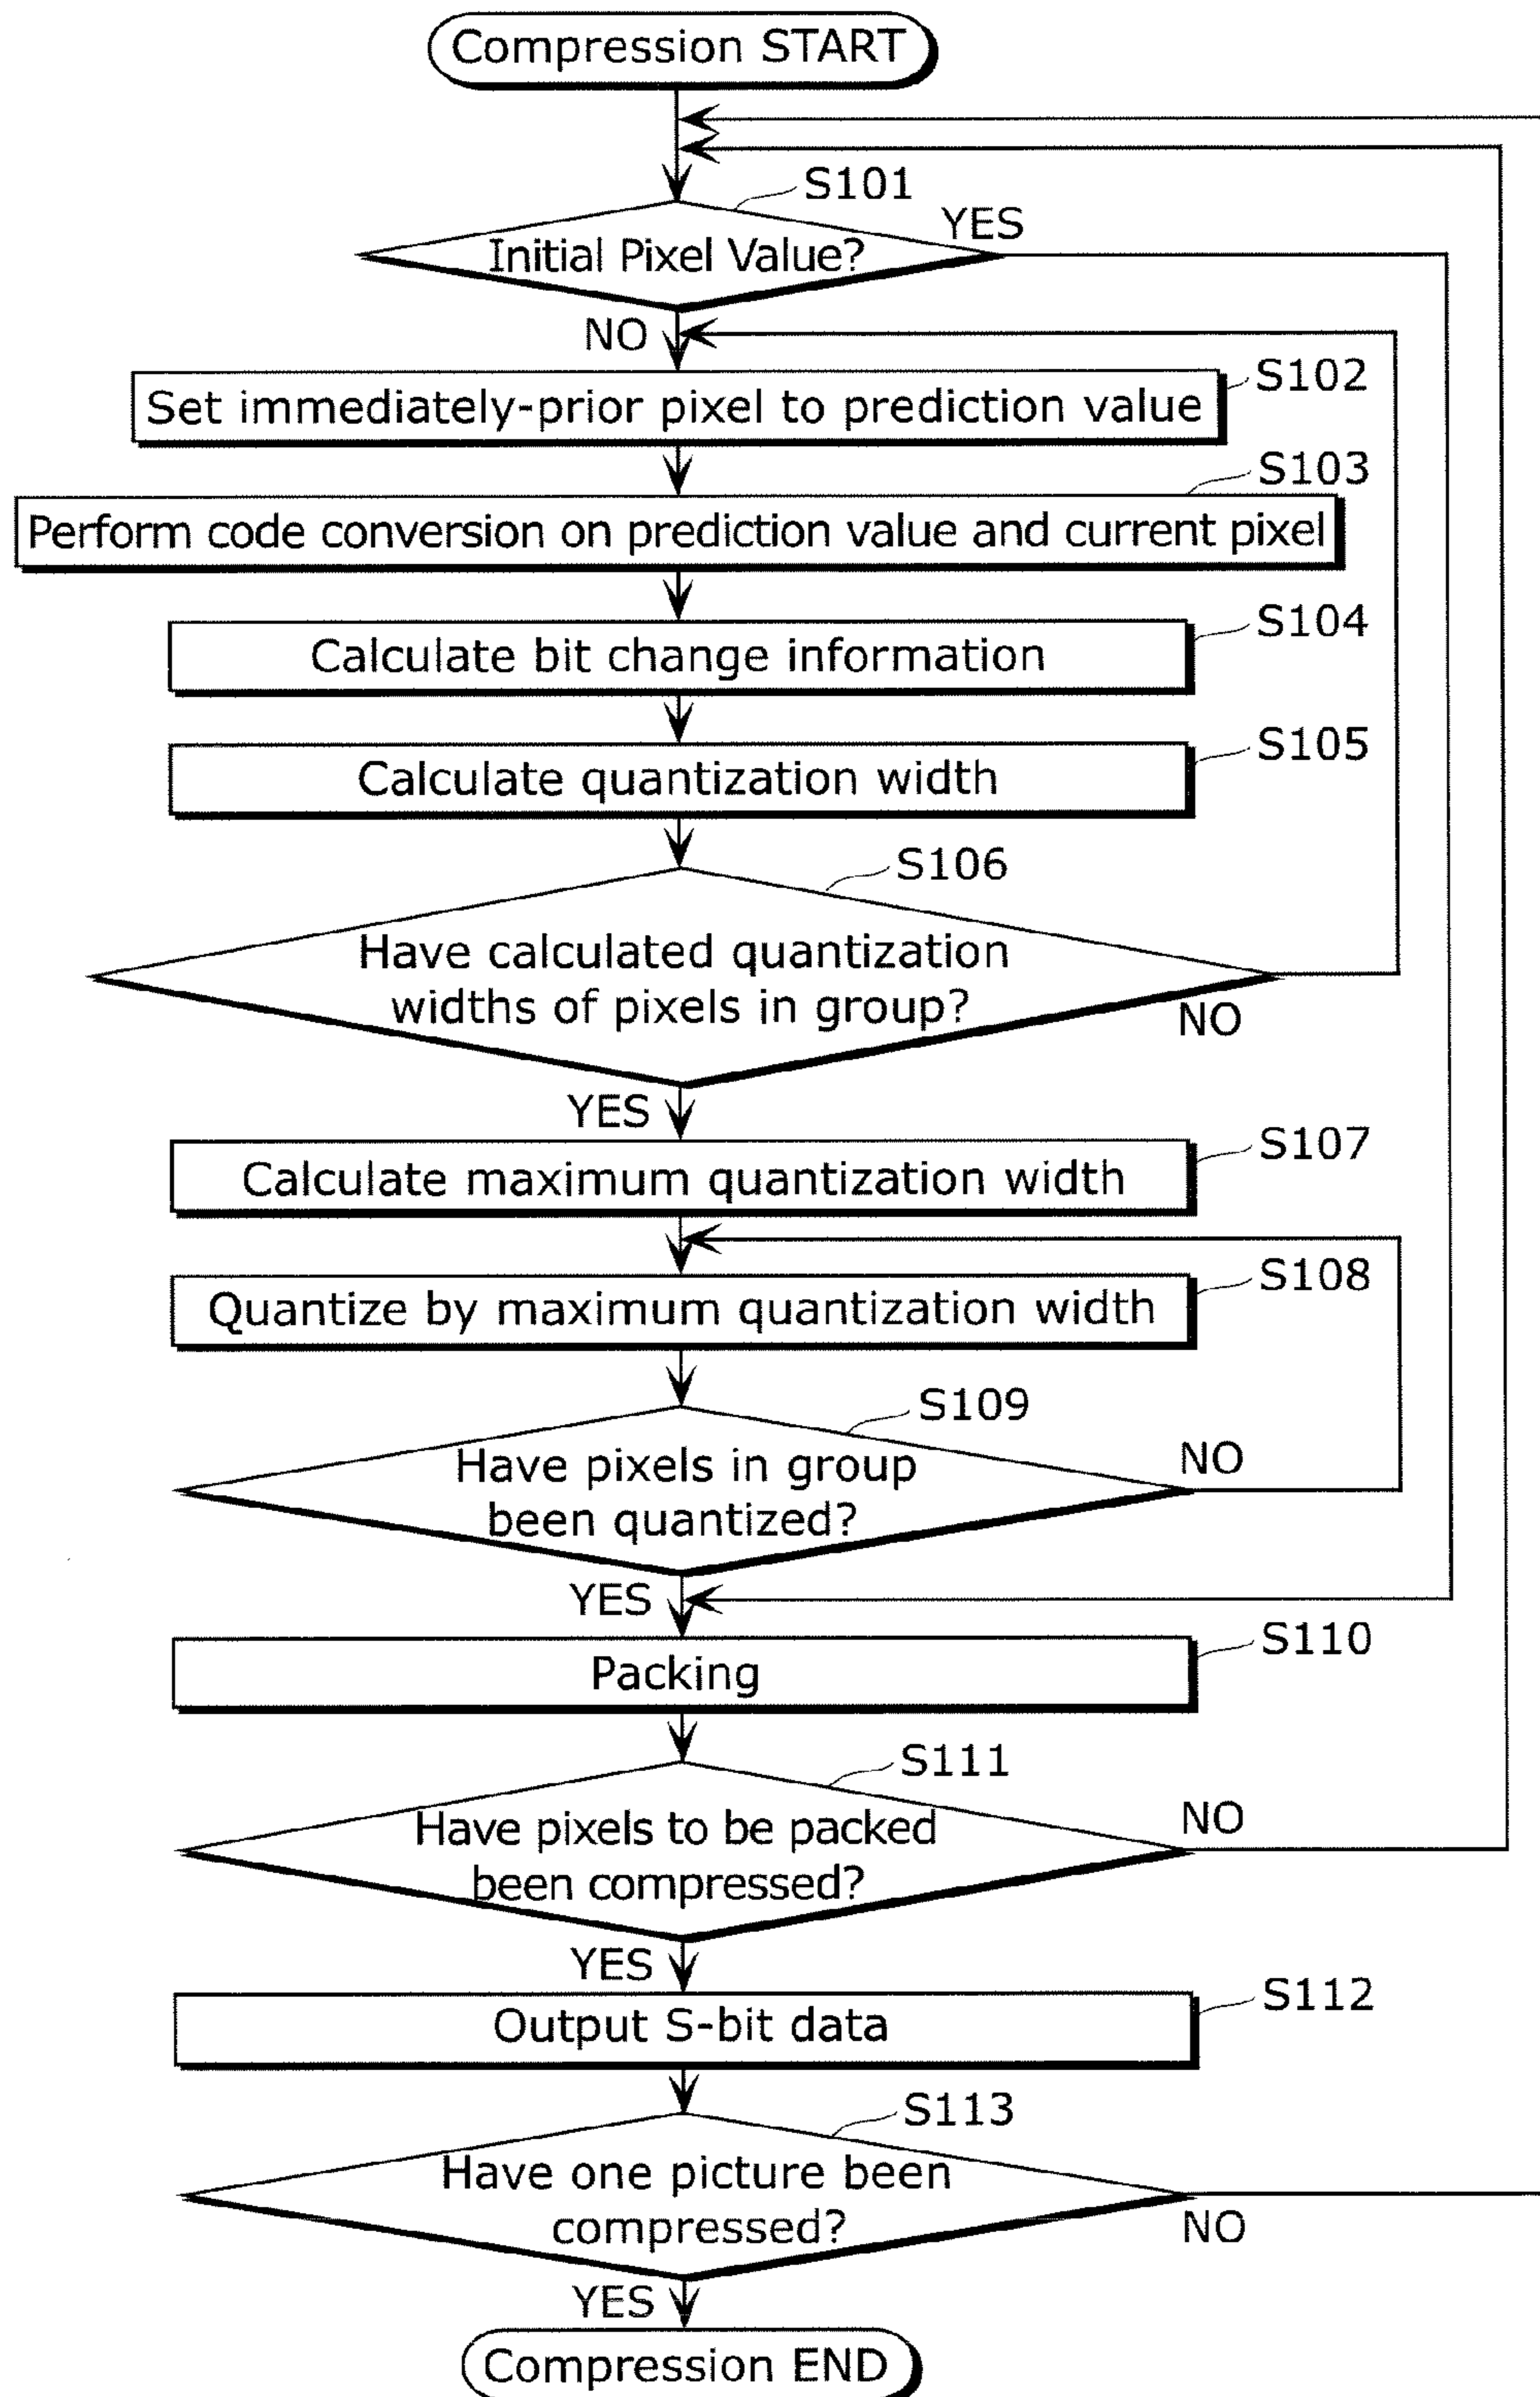 Compression START
S101
Initial Pixel Value?
YES
NO
S102
Set immediately-prior pixel to prediction value
S103
Perform code conversion on prediction value and current pixel
S104
Calculate bit change information
S105
Calculate quantization width
S106
Have calculated quantization
widths of pixels in group?
NO
YES
S107
Calculate maximum quantization width
S108
Quantize by maximum quantization width
S109
Have pixels in group
been quantized?
NO
YES
S110
Packing
S111
Have pixels to be packed
been compressed?
NO
YES
S112
Output S-bit data
S113
Have one picture been
compressed?
NO
YES
Compression END